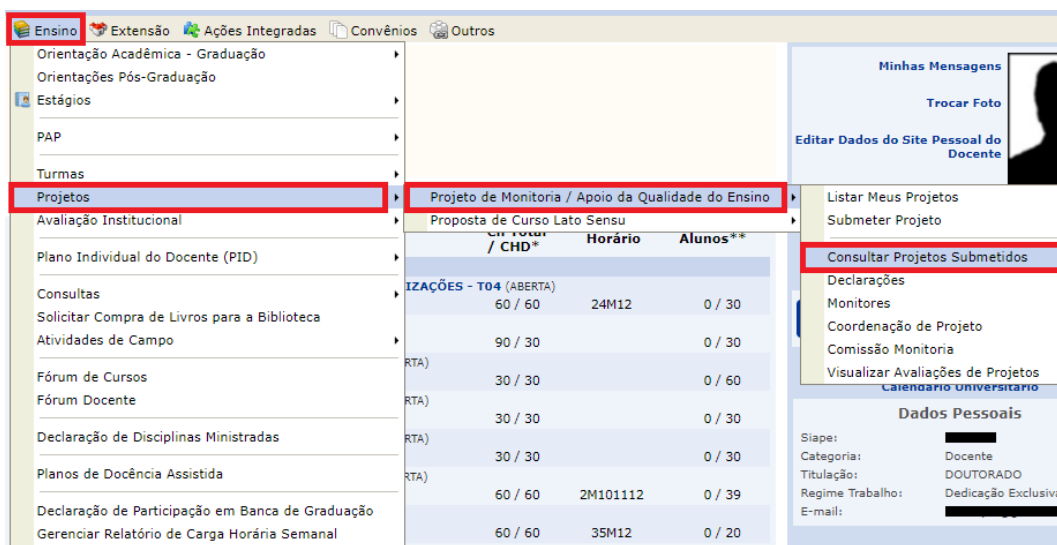 Ensino Extensão Ações Integradas Convênios Outros
Orientação Acadêmica - Graduação
Orientações Pós-Graduação
Estágios
PAP
Turmas
Projetos
Avaliação Institucional
Plano Individual do Docente (PID)
Consultas
Solicitar Compra de Livros para a Biblioteca
Atividades de Campo
Fórum de Cursos
Fórum Docente
Declaração de Disciplinas Ministradas
Planos de Docência Assistida
Declaração de Participação em Banca de Graduação
Gerenciar Relatório de Carga Horária Semanal
Projeto de Monitoria / Apoio da Qualidade do Ensino
Proposta de Curso Lato Sensu
/ CHD* Horário Alunos**
IZAÇÕES - T04 (ABERTA)
60 / 60 24M12 0 / 30
90 / 30 0 / 30
RTA)
30 / 30 0 / 60
RTA)
30 / 30 0 / 30
RTA)
30 / 30 0 / 30
RTA)
60 / 60 2M101112 0 / 39
60 / 60 35M12 0 / 20
Minhas Mensagens
Trocar Foto
Editar Dados do Site Pessoal do
Docente
Listar Meus Projetos
Submeter Projeto
Consultar Projetos Submetidos
Declarações
Monitores
Coordenação de Projeto
Comissão Monitoria
Visualizar Avaliações de Projetos
Calendário Universitário
Dados Pessoais
Siape:
Categoria: Docente
Titulação: DOUTORADO
Regime Trabalho: Dedicação Exclusiva
E-mail: